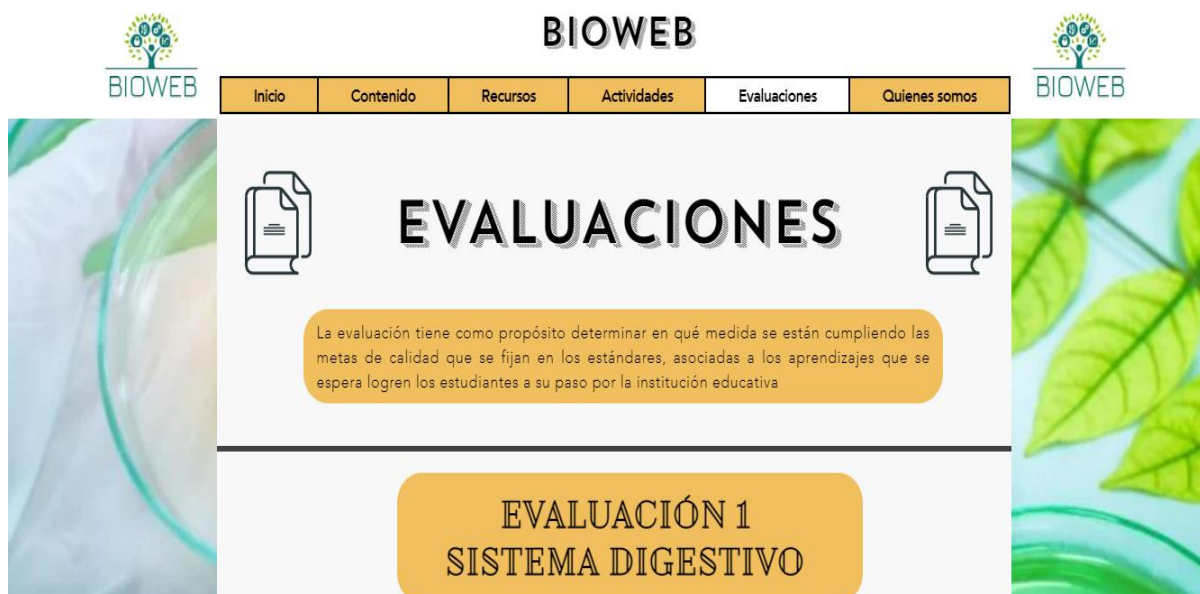 BIOWEB
BIOWEB
BIOWEB
Inicio Contenido Recursos Actividades Evaluaciones Quienes somos
EVALUACIONES
La evaluación tiene como propósito determinar en qué medida se están cumpliendo las
metas de calidad que se fijan en los estándares, asociadas a los aprendizajes que se
espera logren los estudiantes a su paso por la institución educativa
EVALUACIÓN 1
SISTEMA DIGESTIVO